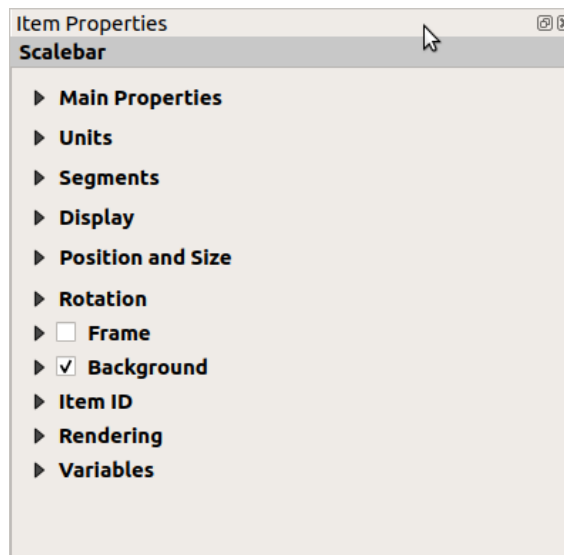 Item Properties
Scalebar
Main Properties
Units
Segments
Display
Position and Size
Rotation
Frame
Background
Item ID
Rendering
Variables